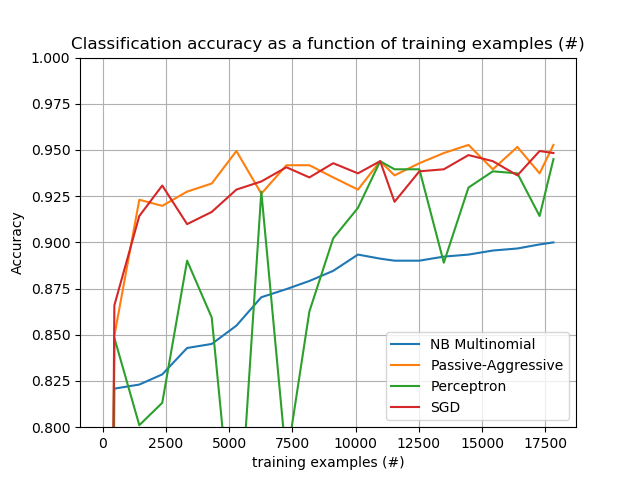 Classification accuracy as a function of training examples (#)
1.000
0.975
0.950
0.925
0.900
0.875
0.850
0.825
0.800
Accuracy
NB Multinomial
Passive-Aggressive
Perceptron
SGD
0 2500 5000 7500 10000 12500 15000 17500
training examples (#)